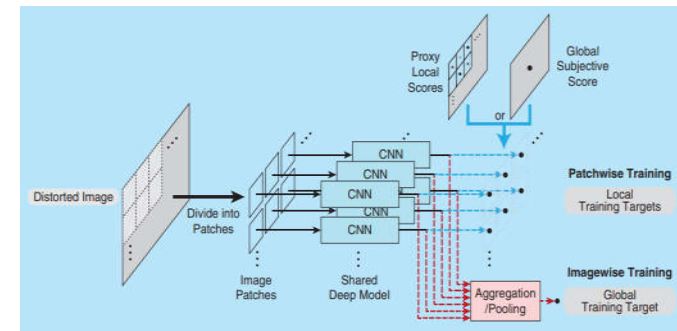 Proxy
Local
Scores
Global
Subjective
Score
or
CNN
CNN
CNN
CNN
CNN
Distorted Image
Divide into
Patches
Image
Patches
Shared
Deep Model
Patchwise Training
Local
Training Targets
Imagewise Training
Aggregation
/Pooling
Global
Training Target